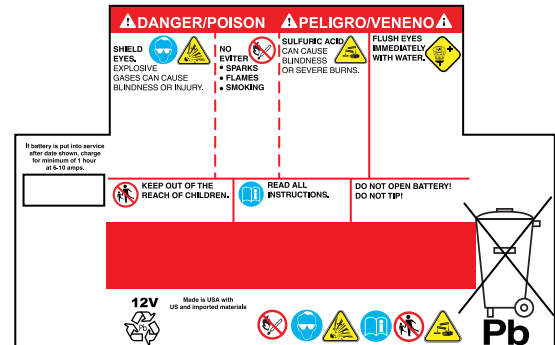 DANGER/POISON PELIGRO/VENENO
SHIELD
EYES.
EXPLOSIVE
GASES CAN CAUSE
BLINDNESS OR INJURY.
NO
EVITER
• SPARKS
• FLAMES
• SMOKING
SULFURIC ACID
CAN CAUSE
BLINDNESS
OR SEVERE BURNS.
FLUSH EYES
IMMEDIATELY
WITH WATER.
If battery is put into service
after date shown, charge
for minimum of 1 hour
at 6-10 amps.
KEEP OUT OF THE
REACH OF CHILDREN.
READ ALL
INSTRUCTIONS.
DO NOT OPEN BATTERY!
DO NOT TIP!
12V
Pb
Made is USA with
US and imported materials
Pb